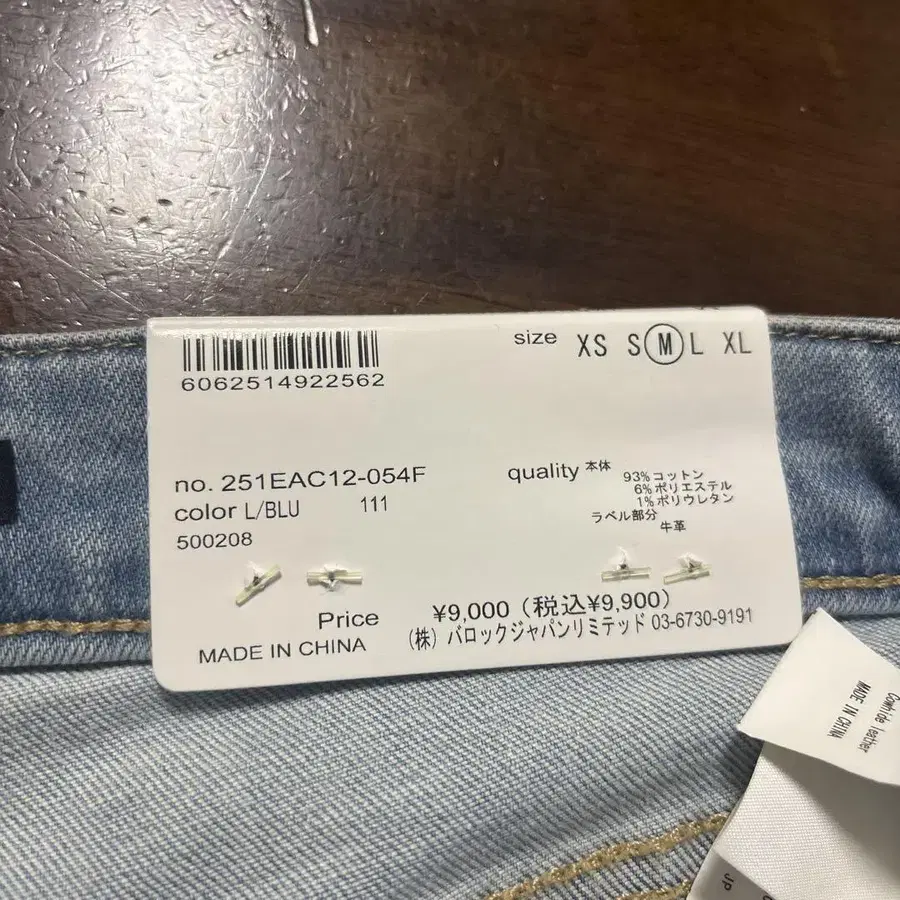 6062514922562
size XS S M L XL
no. 251EAC12-054F
color L/BLU 111
500208
quality 本体
93%コットン
6%ポリエステル
1%ポリウレタン
ラベル部分
牛革
Price ¥9,000(税込¥9,900)
MADE IN CHINA
(株) バロックジャパンリミテッド 03-6730-9191
Cowhide leather
MADE IN CHINA
JP